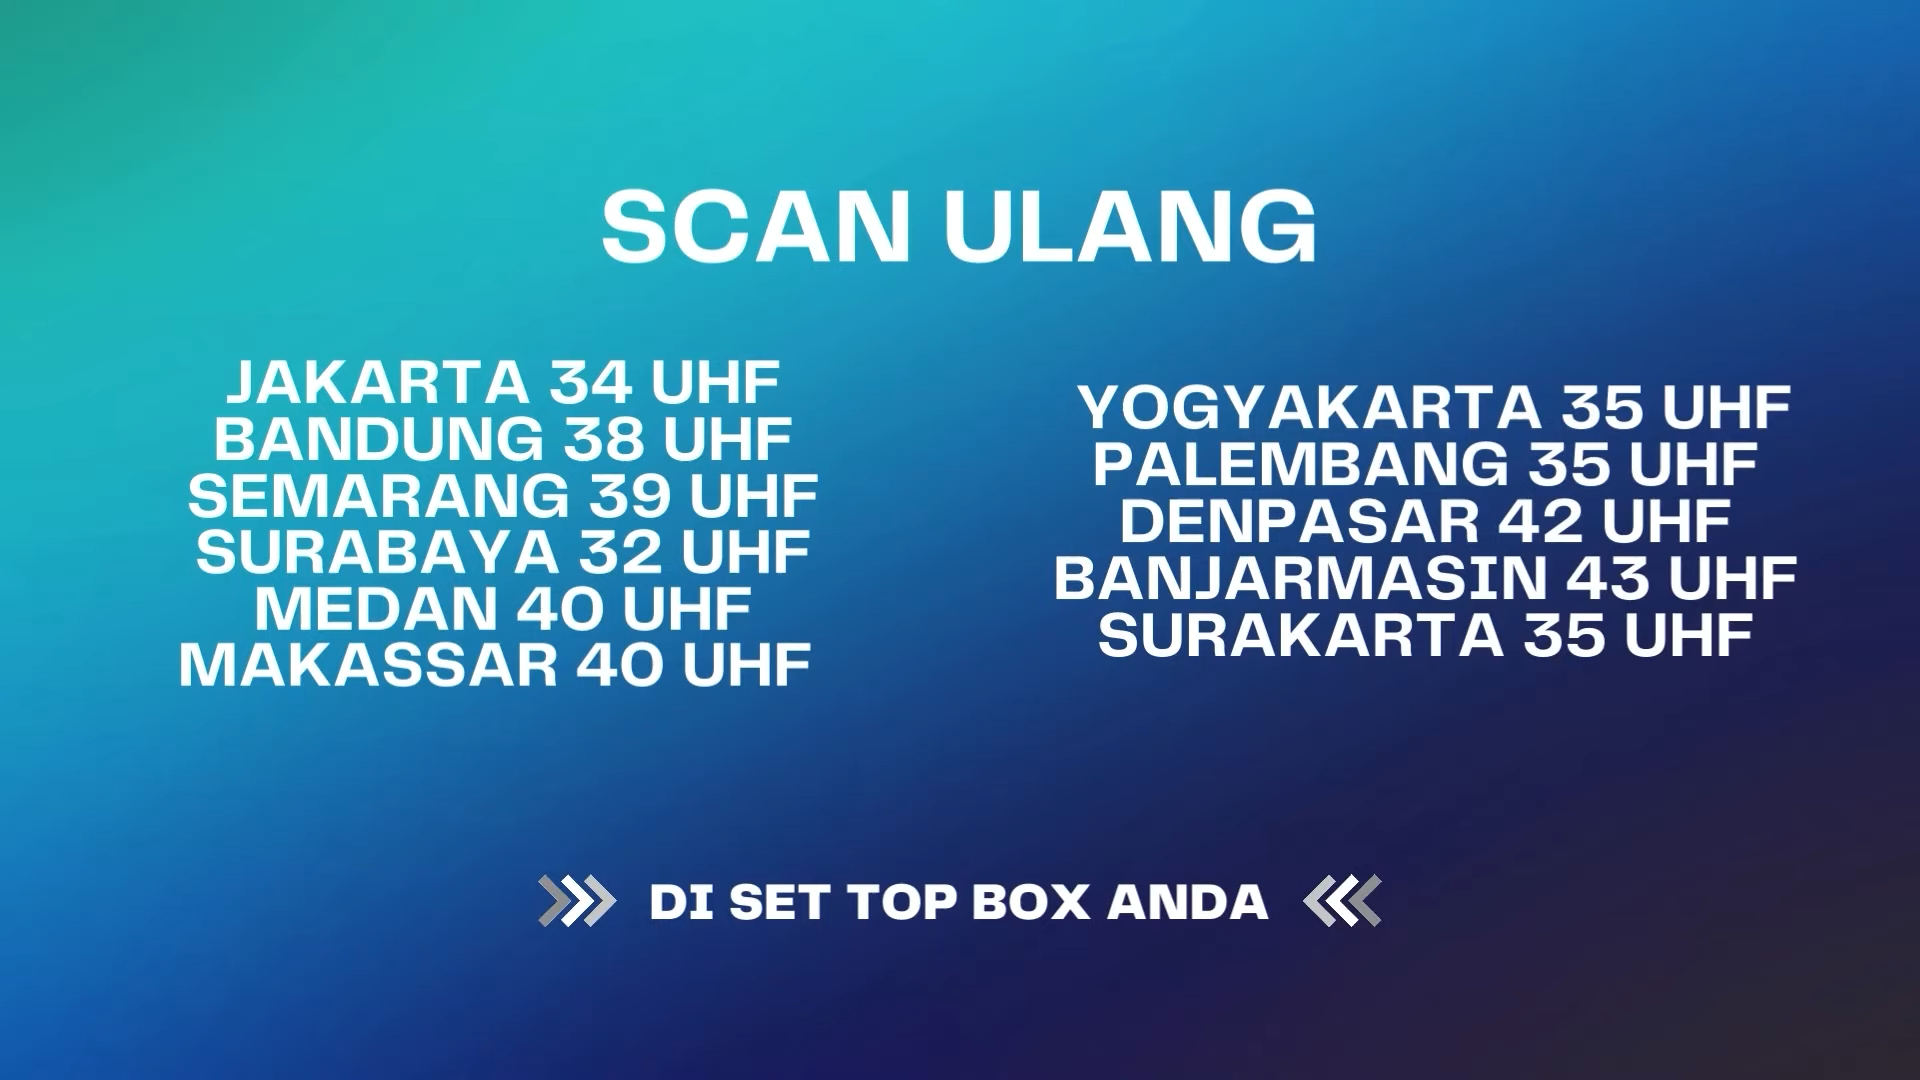 SCAN ULANG
JAKARTA 34 UHF
BANDUNG 38 UHF
SEMARANG 39 UHF
SURABAYA 32 UHF
MEDAN 40 UHF
MAKASSAR 40 UHF
YOGYAKARTA 35 UHF
PALEMBANG 35 UHF
DENPASAR 42 UHF
BANJARMASIN 43 UHF
SURAKARTA 35 UHF
DI SET TOP BOX ANDA